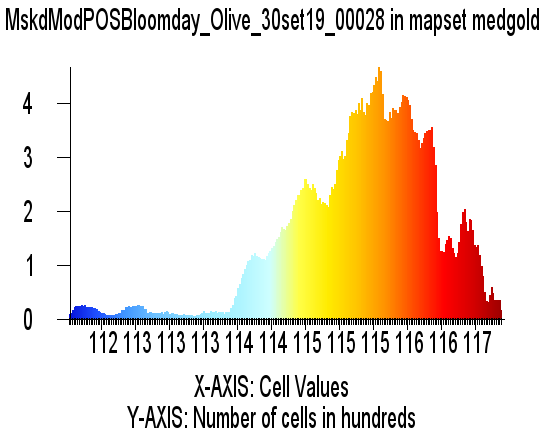 MskdModPOSBloomday_Olive_30set19_00028 in mapset medgold
4
3
2
1
0
112 113 113 113 114 114 115 115 115 116 116 117
X-AXIS: Cell Values
Y-AXIS: Number of cells in hundreds